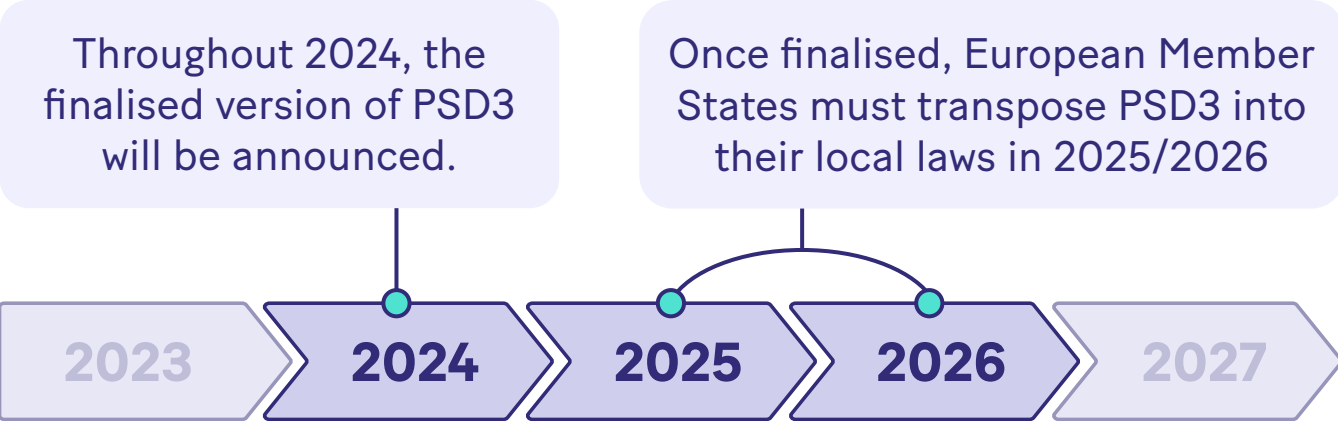 Throughout 2024, the
finalised version of PSD3
will be announced.
Once finalised, European Member
States must transpose PSD3 into
their local laws in 2025/2026
2023
2024
2025
2026
2027